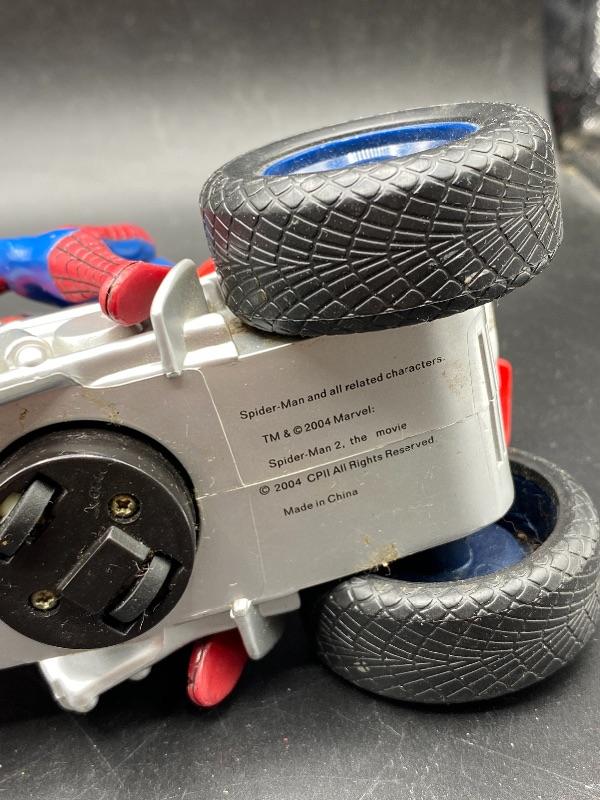 Spider-Man and all related characters.
TM & © 2004 Marvel:
Spider-Man 2, the movie
© 2004 CPII All Rights Reserved
Made in China